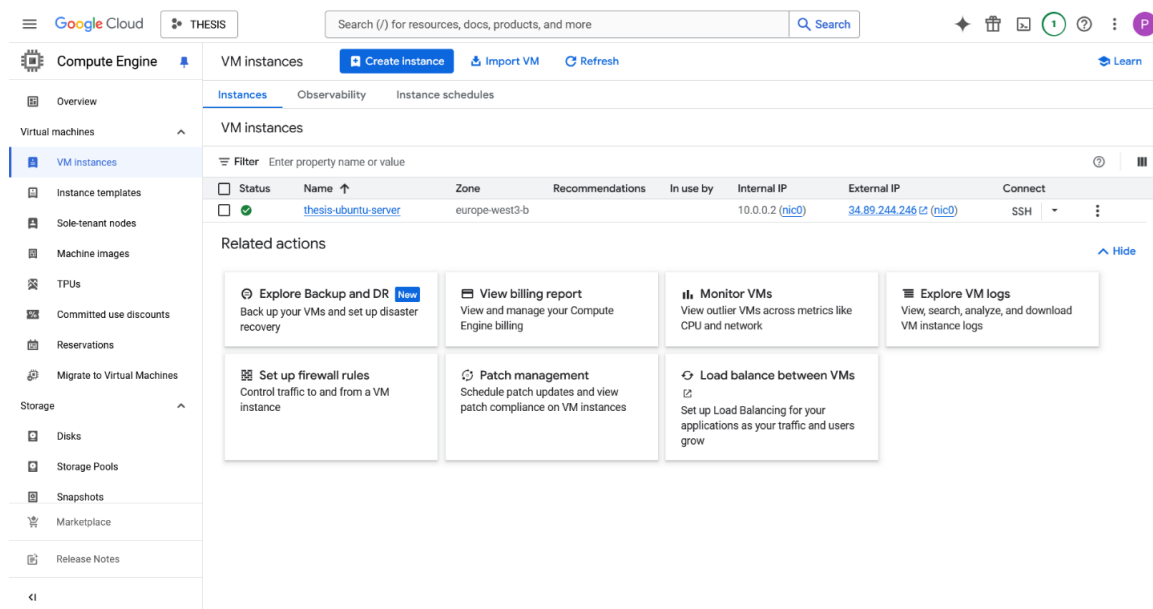 Google Cloud
THESIS
Search (/) for resources, docs, products, and more
Search
1
P
Compute Engine
VM instances
Create instance
Import VM
Refresh
Learn
Overview
Virtual machines
VM instances
Instance templates
Sole-tenant nodes
Machine images
TPUs
Committed use discounts
Reservations
Migrate to Virtual Machines
Storage
Disks
Storage Pools
Snapshots
Marketplace
Release Notes
Instances
Observability
Instance schedules
VM instances
Filter Enter property name or value
Status Name Zone Recommendations In use by Internal IP External IP Connect
thesis-ubuntu-server europe-west3-b 10.0.0.2 (nic0) 34.89.244.246 (nic0) SSH
Related actions
Hide
Explore Backup and DR New
Back up your VMs and set up disaster
recovery
View billing report
View and manage your Compute
Engine billing
Monitor VMs
View outlier VMs across metrics like
CPU and network
Explore VM logs
View, search, analyze, and download
VM instance logs
Set up firewall rules
Control traffic to and from a VM
instance
Patch management
Schedule patch updates and view
patch compliance on VM instances
Load balance between VMs
Set up Load Balancing for your
applications as your traffic and users
grow